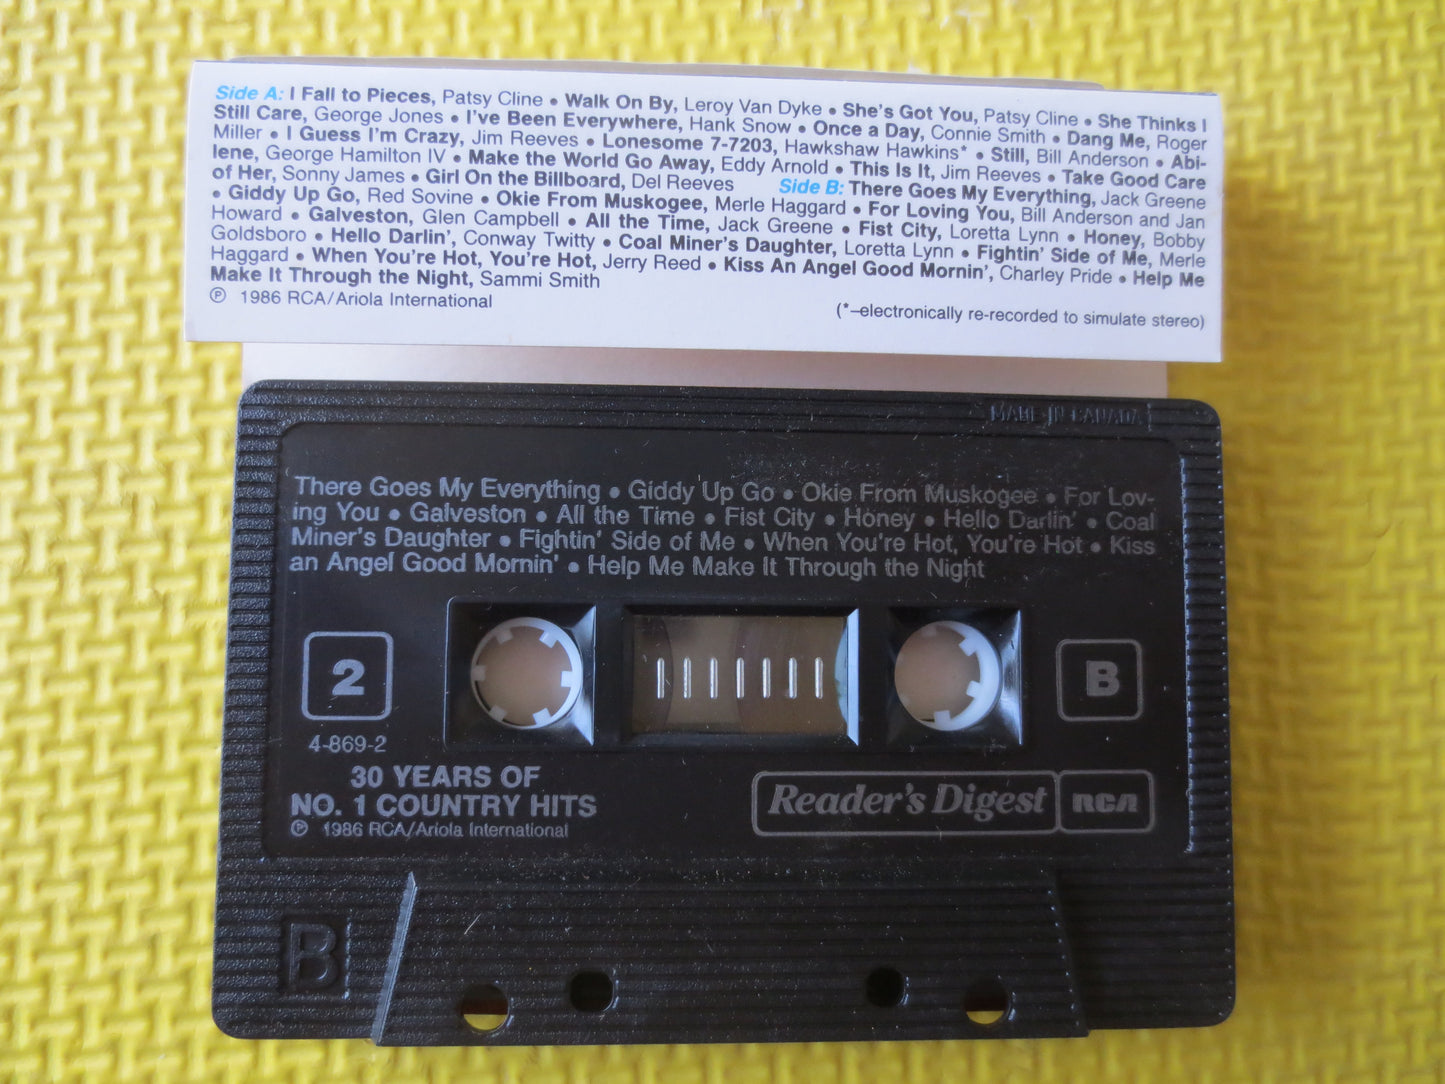 Side A: I Fall to Pieces, Patsy Cline • Walk On By, Leroy Van Dyke • She's Got You, Patsy Cline • She Thinks I
Still Care, George Jones • I've Been Everywhere, Hank Snow • Once a Day, Connie Smith • Dang Me, Roger
Miller • I Guess I'm Crazy, Jim Reeves • Lonesome 7-7203, Hawkshaw Hawkins* • Still, Bill Anderson • Abi-
lene, George Hamilton IV • Make the World Go Away, Eddy Arnold • This Is It, Jim Reeves • Take Good Care
of Her, Sonny James • Girl On the Billboard, Del Reeves Side B: There Goes My Everything, Jack Greene
• Giddy Up Go, Red Sovine • Okie From Muskogee, Merle Haggard • For Loving You, Bill Anderson and Jan
Howard • Galveston, Glen Campbell • All the Time, Jack Greene • Fist City, Loretta Lynn • Honey, Bobby
Goldsboro • Hello Darlin', Conway Twitty • Coal Miner's Daughter, Loretta Lynn • Fightin' Side of Me, Merle
Haggard • When You're Hot, You're Hot, Jerry Reed • Kiss An Angel Good Mornin', Charley Pride • Help Me
Make It Through the Night, Sammi Smith
℗ 1986 RCA/Ariola International
(*–electronically re-recorded to simulate stereo)
MADE IN CANADA
There Goes My Everything • Giddy Up Go • Okie From Muskogee • For Lov-
ing You • Galveston • All the Time • Fist City • Honey • Hello Darlin' • Coal
Miner's Daughter • Fightin' Side of Me • When You're Hot, You're Hot • Kiss
an Angel Good Mornin' • Help Me Make It Through the Night
2
B
4-869-2
30 YEARS OF
NO. 1 COUNTRY HITS
℗ 1986 RCA/Ariola International
Reader's Digest RCA
B